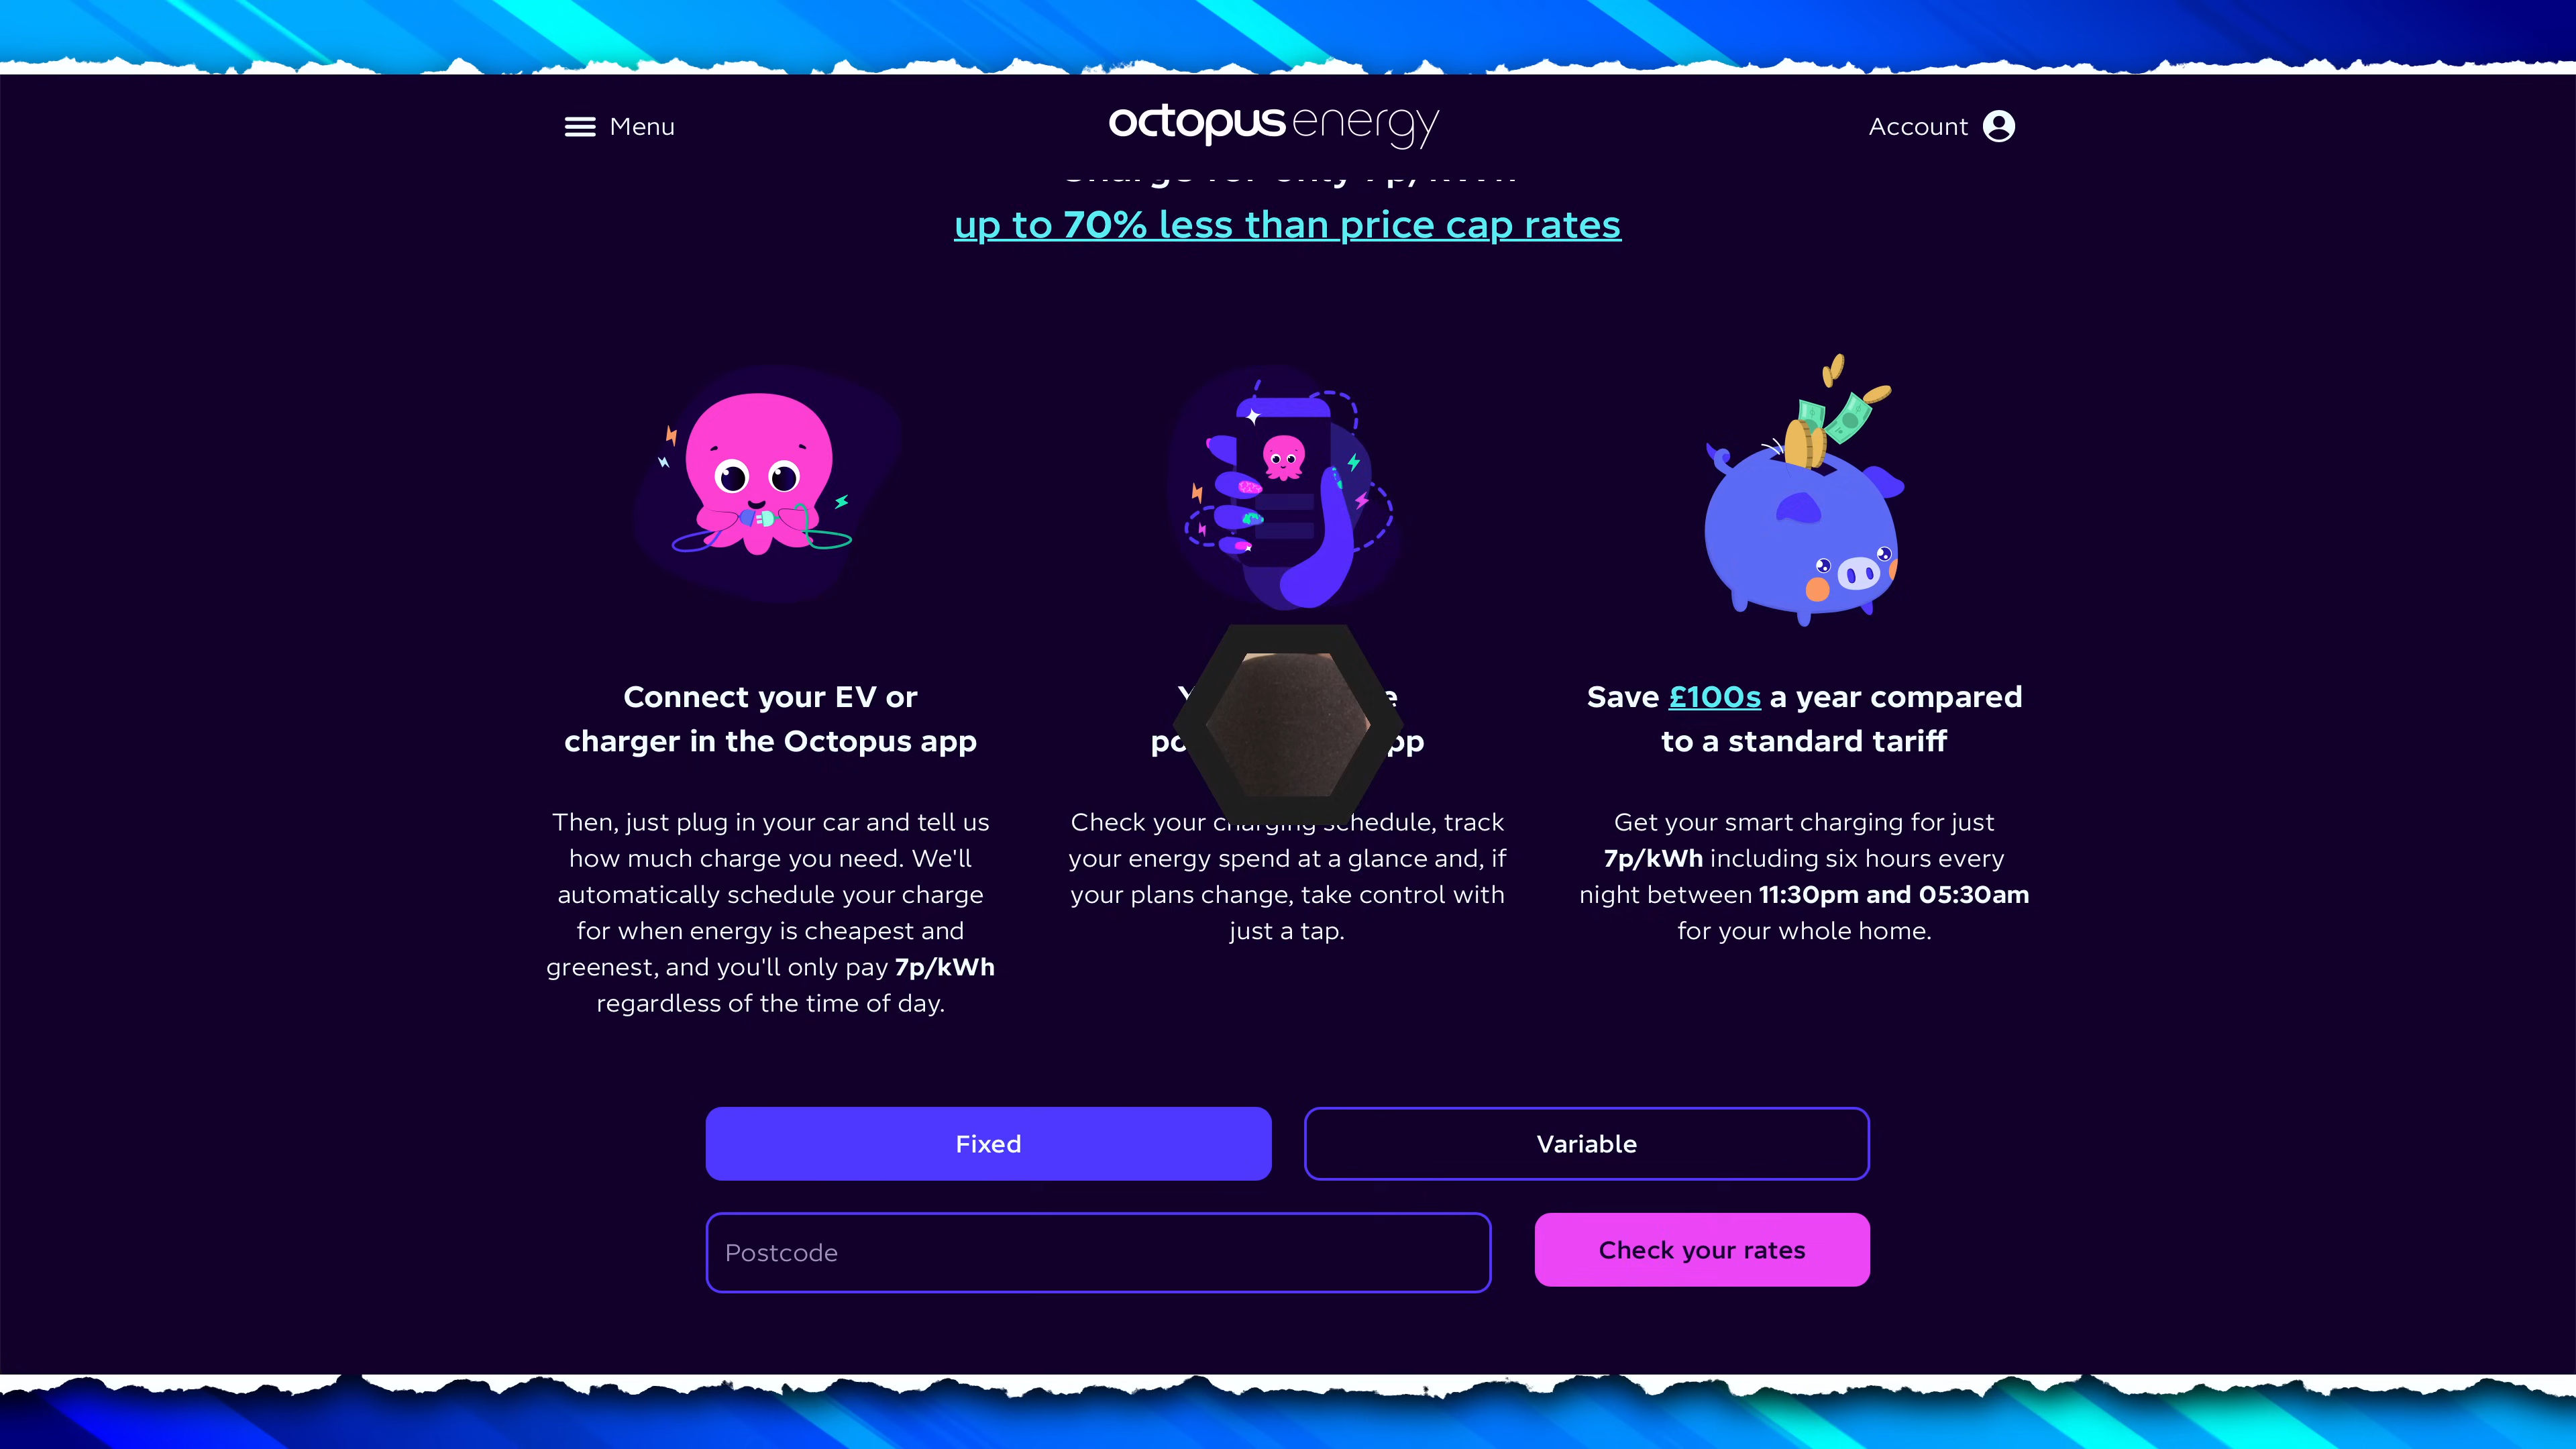 Menu
octopus energy
Account
up to 70% less than price cap rates
Connect your EV or
charger in the Octopus app
Then, just plug in your car and tell us
how much charge you need. We'll
automatically schedule your charge
for when energy is cheapest and
greenest, and you'll only pay 7p/kWh
regardless of the time of day.
Check your charging schedule, track
your energy spend at a glance and, if
your plans change, take control with
just a tap.
Save £100s a year compared
to a standard tariff
Get your smart charging for just
7p/kWh including six hours every
night between 11:30pm and 05:30am
for your whole home.
Fixed
Variable
Postcode
Check your rates